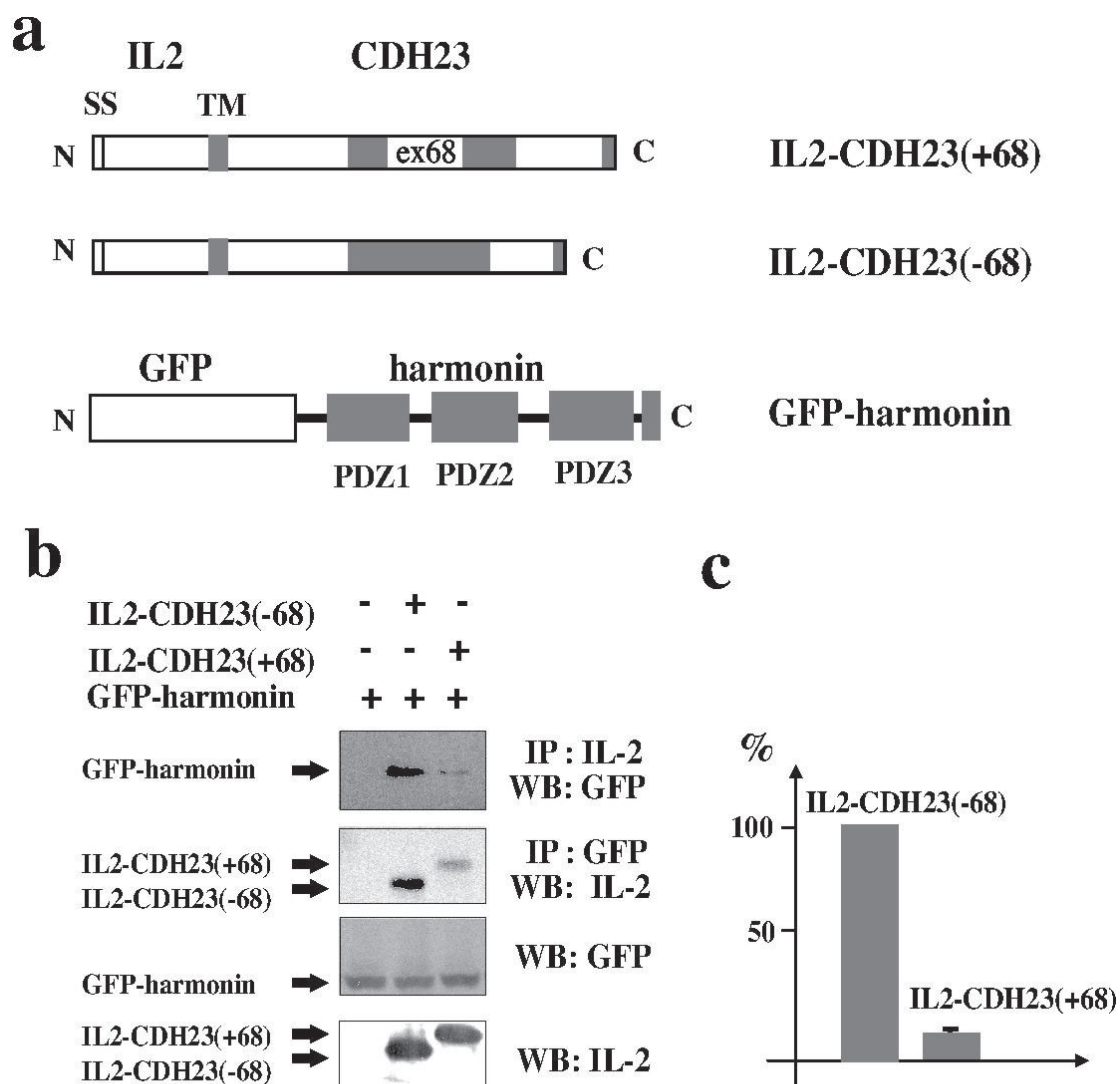 a
IL2 CDH23
SS TM
N ex68 C IL2-CDH23(+68)
N C IL2-CDH23(-68)
GFP harmonin
N C GFP-harmonin
PDZ1 PDZ2 PDZ3
b
IL2-CDH23(-68) - + -
IL2-CDH23(+68) - - +
GFP-harmonin + + +
GFP-harmonin
IP : IL-2
WB: GFP
IL2-CDH23(+68)
IL2-CDH23(-68)
IP : GFP
WB: IL-2
GFP-harmonin
WB: GFP
IL2-CDH23(+68)
IL2-CDH23(-68)
WB: IL-2
c
%
IL2-CDH23(-68)
100
50
IL2-CDH23(+68)